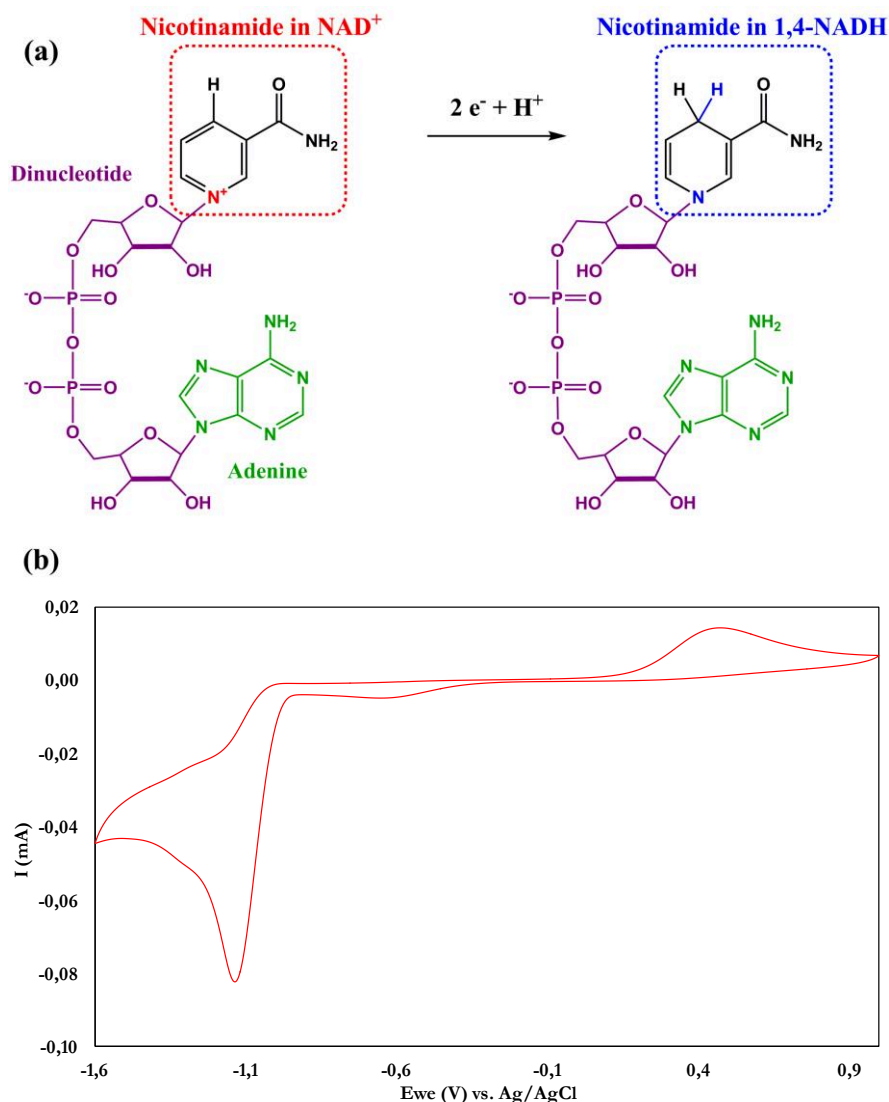 Nicotinamide in NAD⁺
Nicotinamide in 1,4-NADH
(a)
H
O
NH₂
N⁺
2 e⁻ + H⁺
H H
O
NH₂
N
Dinucleotide
O
O
OH
HO
⁻O
P
O
O
⁻O
P
O
O
O
HO
OH
NH₂
N
N
N
N
Adenine
O
O
OH
HO
⁻O
P
O
O
⁻O
P
O
O
O
HO
OH
NH₂
N
N
N
N
(b)
0,02
0,00
-0,02
-0,04
-0,06
-0,08
-0,10
I (mA)
-1,6 -1,1 -0,6 -0,1 0,4 0,9
Ewe (V) vs. Ag/AgCl